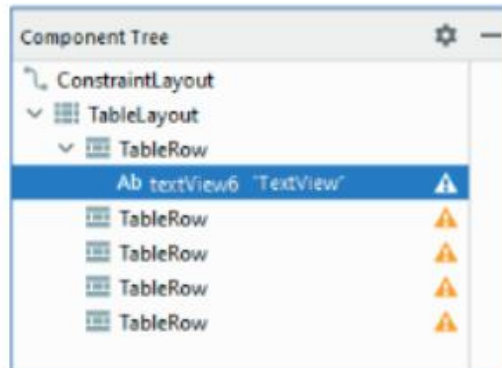 Component Tree
ConstraintLayout
TableLayout
TableRow
Ab textView6 "TextView"
TableRow
TableRow
TableRow
TableRow